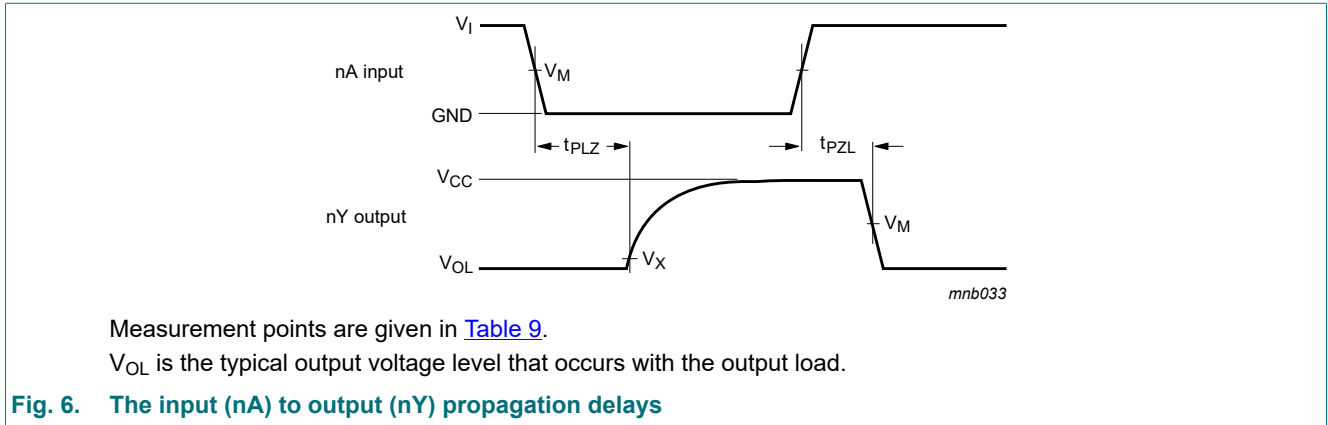 V_I
nA input
V_M
GND
t_PLZ
t_PZL
V_CC
nY output
V_M
V_OL
V_X
mnb033
Measurement points are given in Table 9.
V_OL is the typical output voltage level that occurs with the output load.
Fig. 6. The input (nA) to output (nY) propagation delays